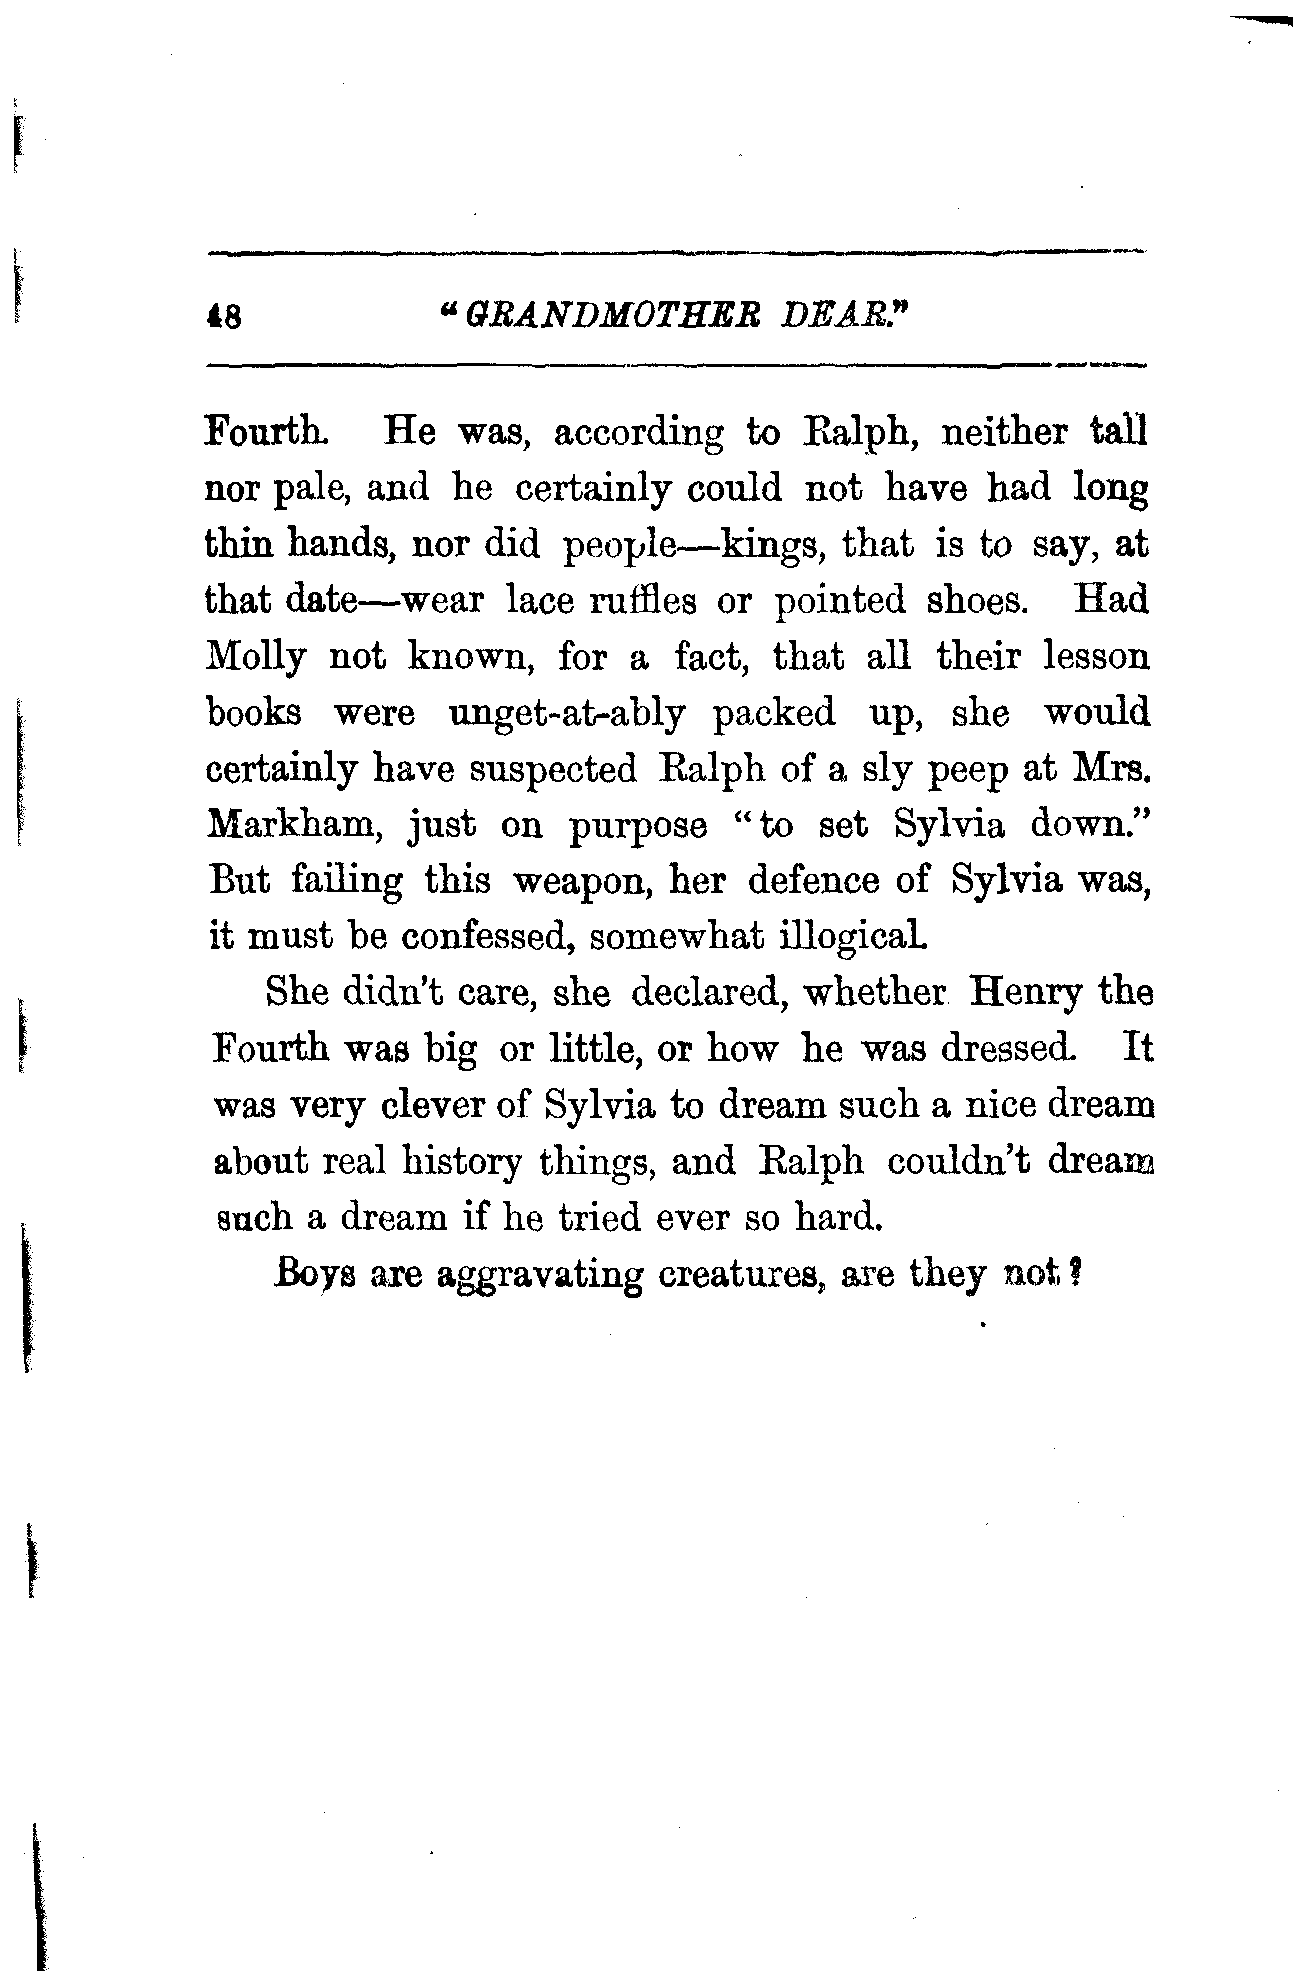 48 "GRANDMOTHER DEAR."
Fourth. He was, according to Ralph, neither tall
nor pale, and he certainly could not have had long
thin hands, nor did people—kings, that is to say, at
that date—wear lace ruffles or pointed shoes. Had
Molly not known, for a fact, that all their lesson
books were unget-at-ably packed up, she would
certainly have suspected Ralph of a sly peep at Mrs.
Markham, just on purpose "to set Sylvia down."
But failing this weapon, her defence of Sylvia was,
it must be confessed, somewhat illogical.
She didn't care, she declared, whether Henry the
Fourth was big or little, or how he was dressed. It
was very clever of Sylvia to dream such a nice dream
about real history things, and Ralph couldn't dream
such a dream if he tried ever so hard.
Boys are aggravating creatures, are they not?